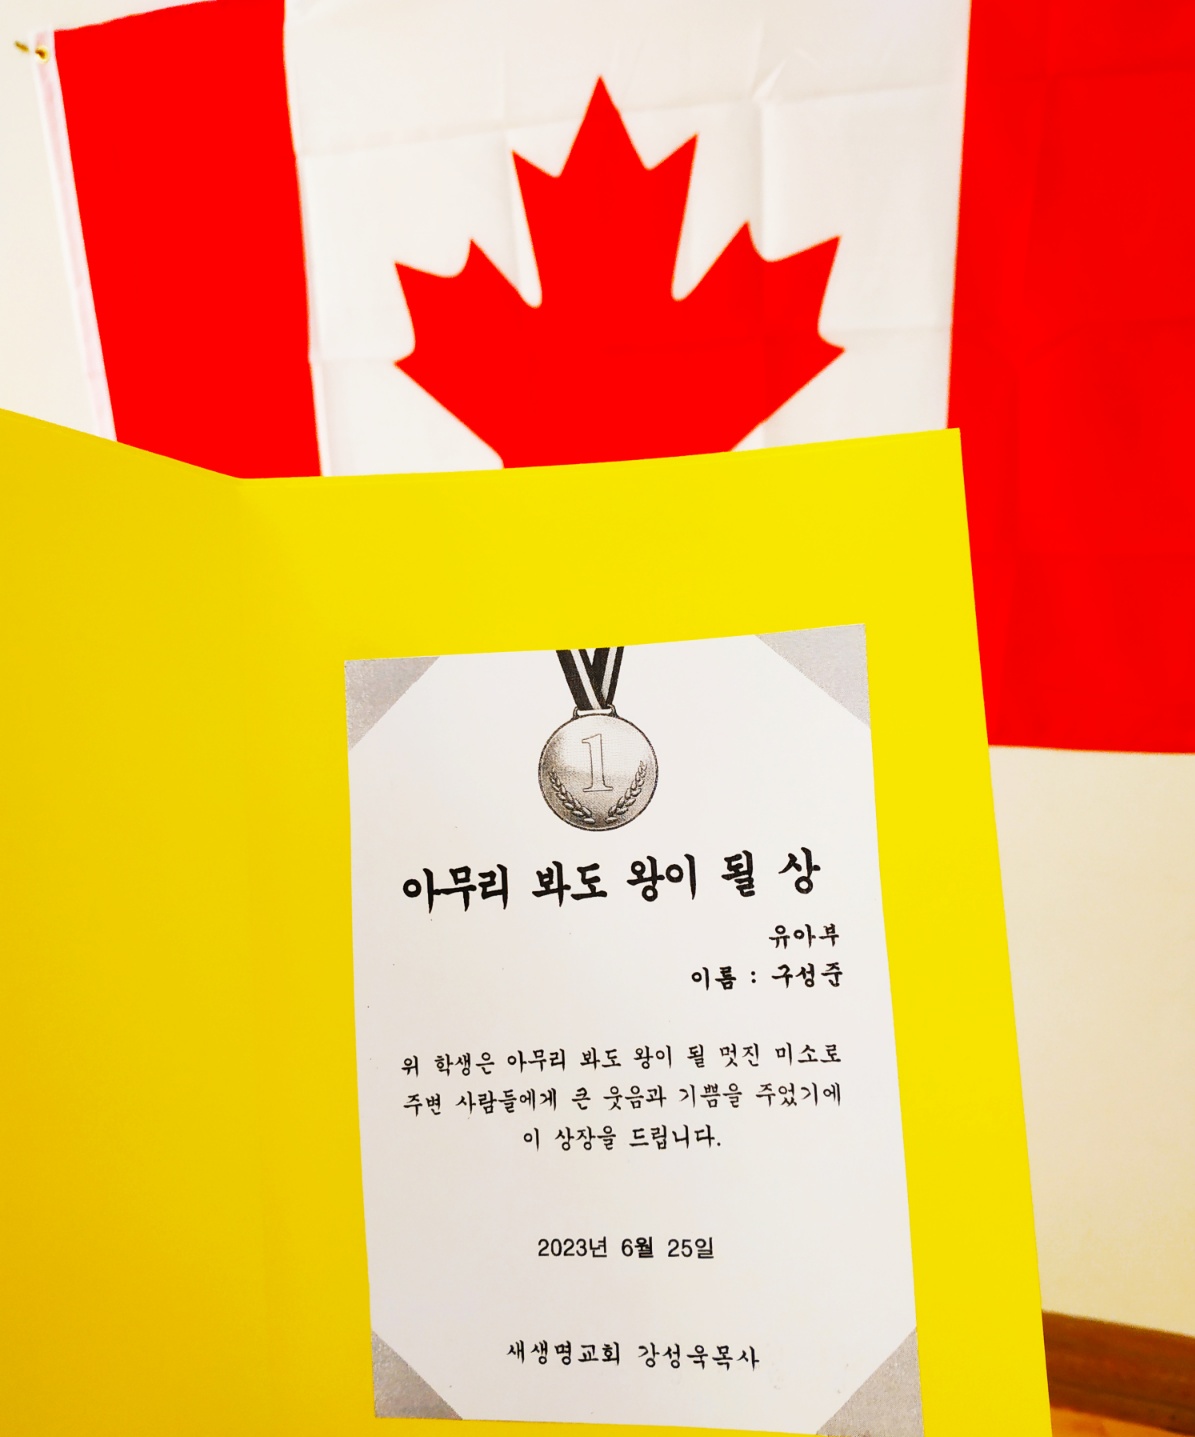 1
아무리 봐도 왕이 될 상
유아부
이름 : 구성준
위 학생은 아무리 봐도 왕이 될 멋진 미소로
주변 사람들에게 큰 웃음과 기쁨을 주었기에
이 상장을 드립니다.
2023년 6월 25일
새생명교회 강성욱목사